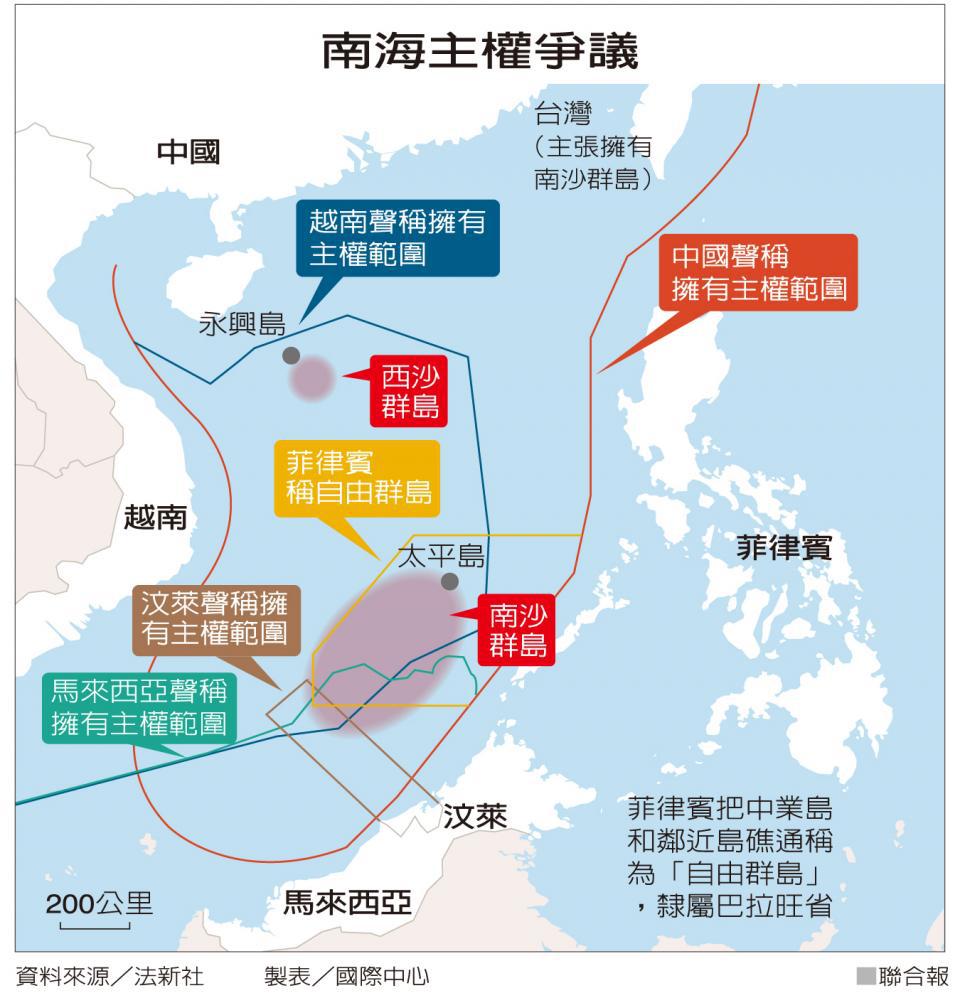 南海主權爭議
台灣
（主張擁有
南沙群島）
中國
越南聲稱擁有
主權範圍
中國聲稱
擁有主權範圍
永興島
西沙
群島
菲律賓
稱自由群島
越南
太平島
菲律賓
汶萊聲稱擁
有主權範圍
南沙
群島
馬來西亞聲稱
擁有主權範圍
汶萊
菲律賓把中業島
和鄰近島礁通稱
為「自由群島」
，隸屬巴拉旺省
200公里
馬來西亞
資料來源／法新社
製表／國際中心
聯合報